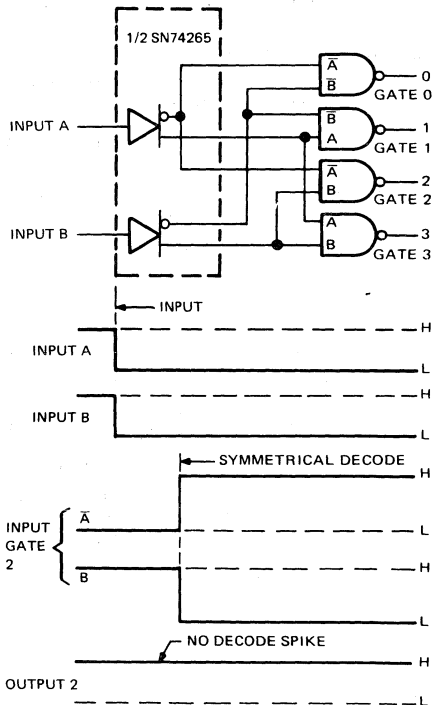 1/2 SN74265
INPUT A
INPUT B
A̅
B̅
0
GATE 0
B̅
A
1
GATE 1
A̅
B
2
GATE 2
A
B
3
GATE 3
INPUT
H
INPUT A
L
H
INPUT B
L
SYMMETRICAL DECODE
H
A̅
L
INPUT
GATE
2
H
B
L
NO DECODE SPIKE
H
OUTPUT 2
L